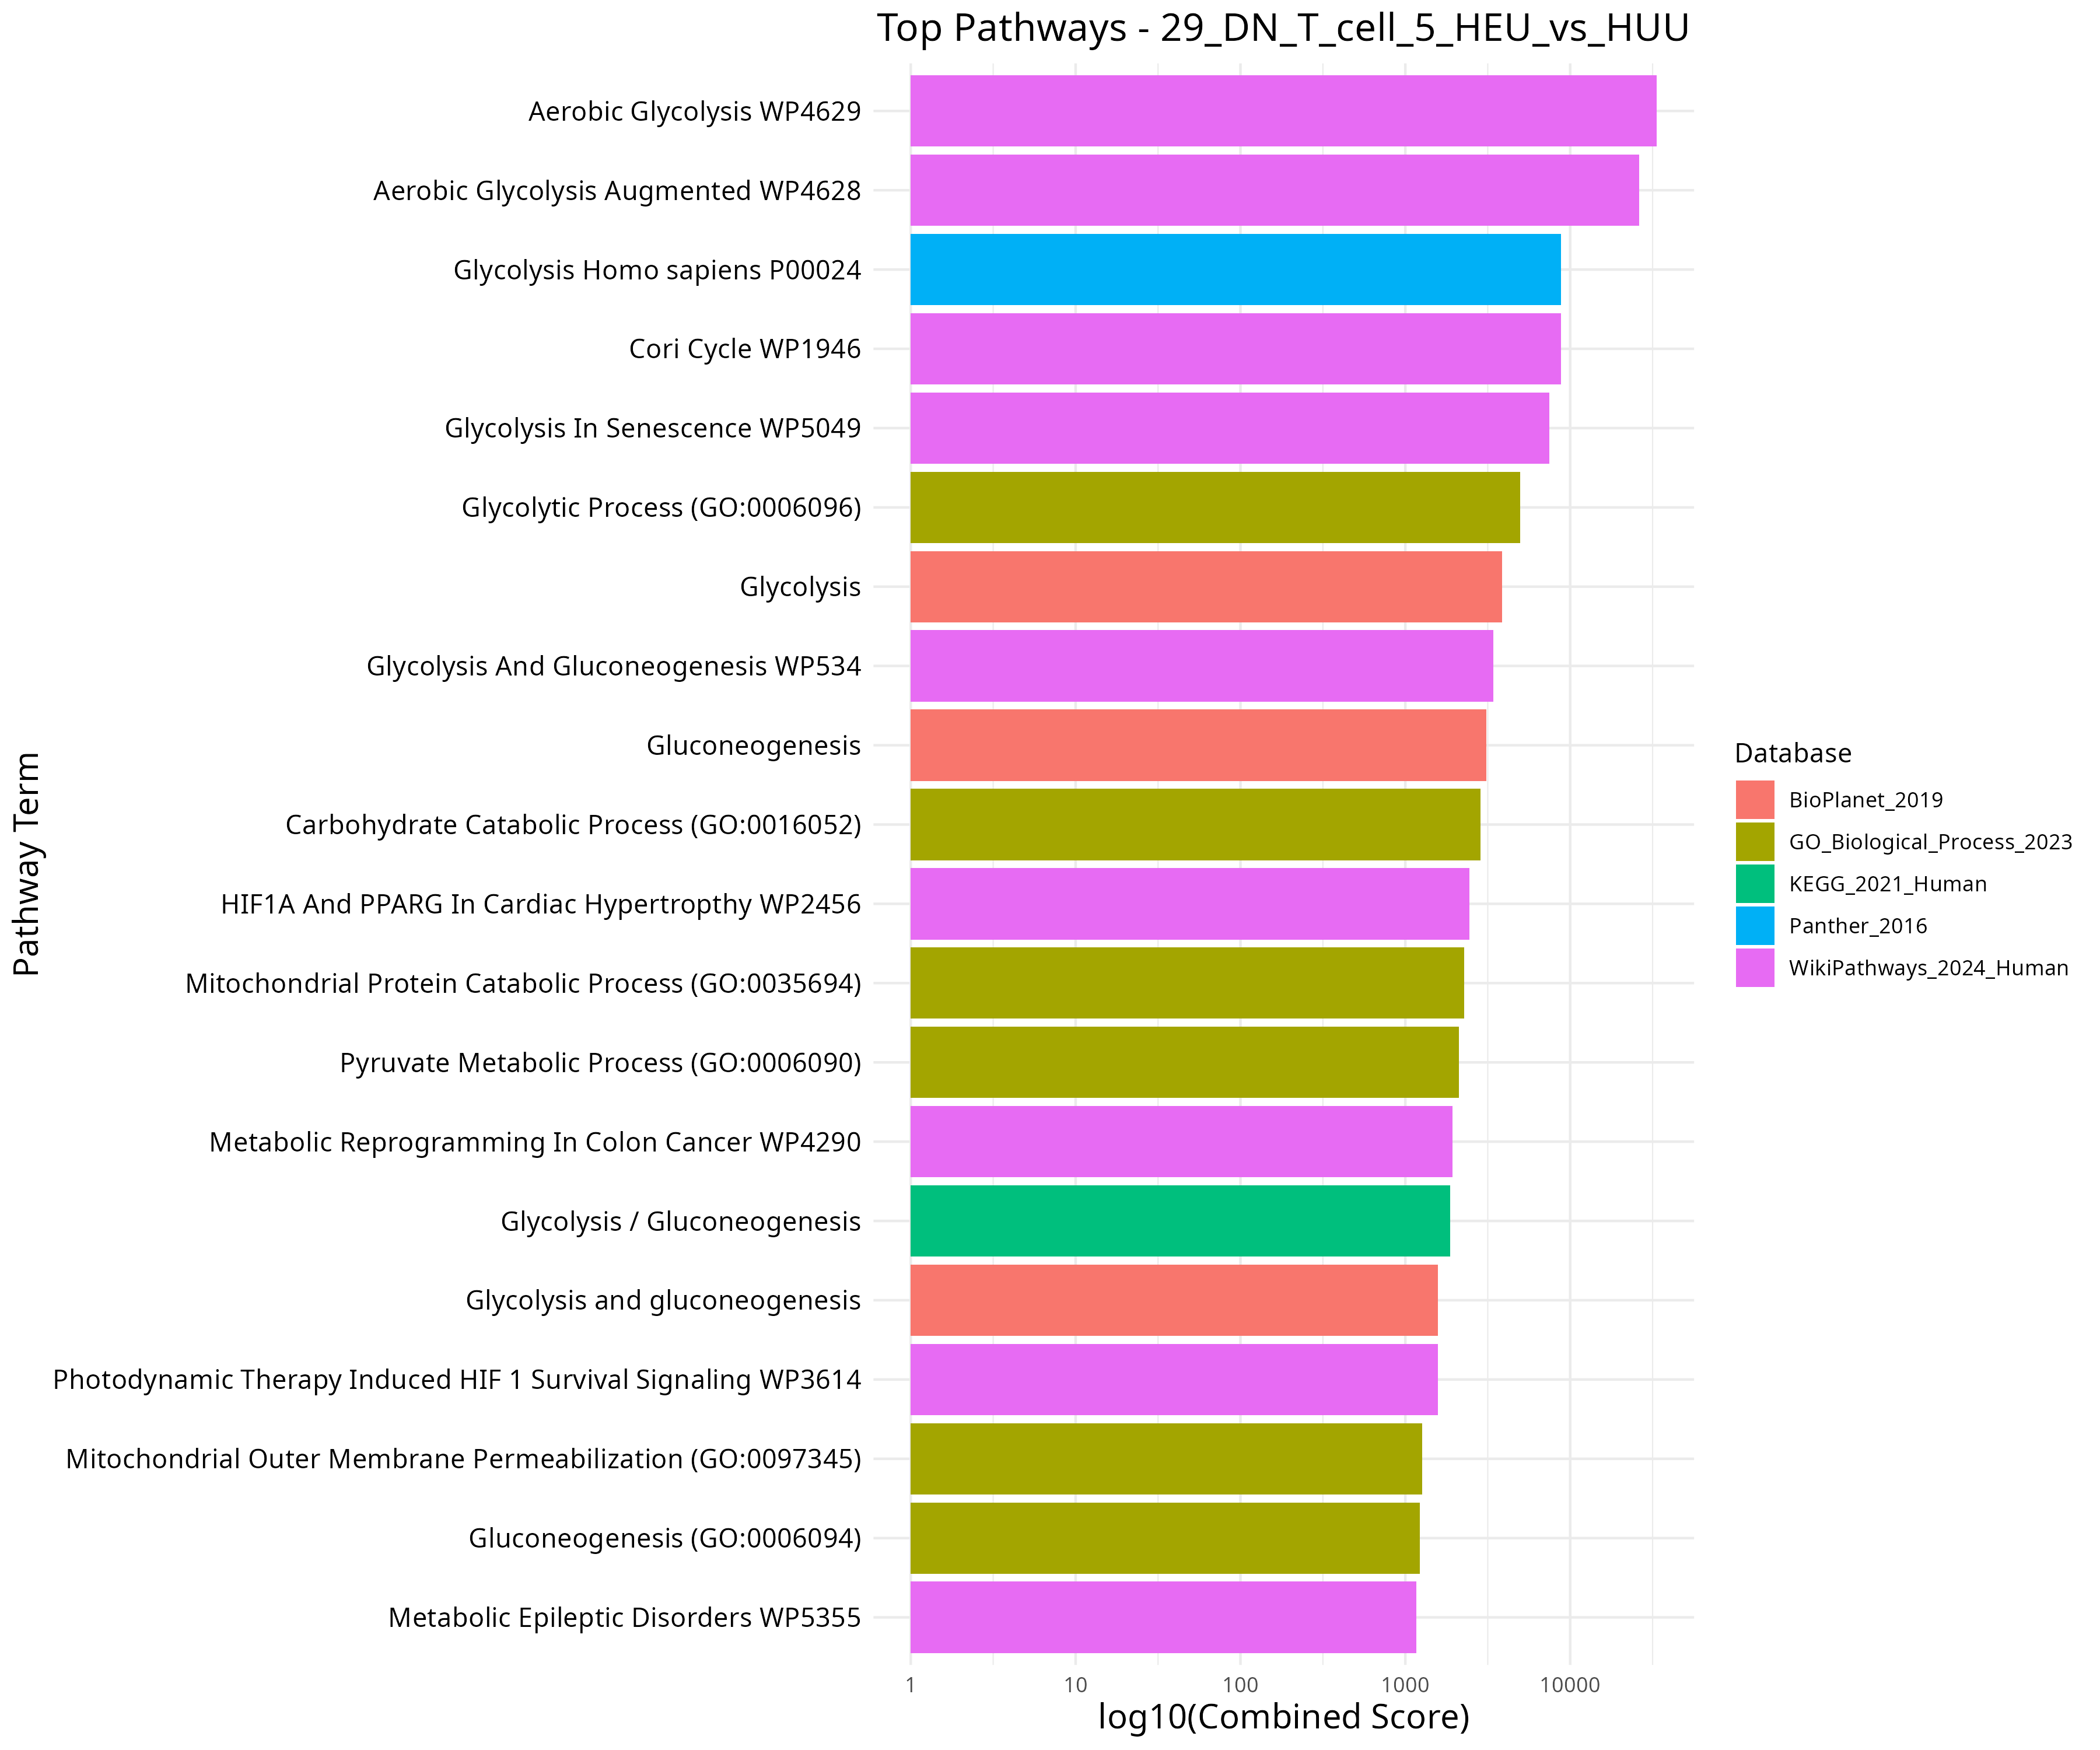 Top Pathways - 29_DN_T_cell_5_HEU_vs_HUU
Pathway Term
Aerobic Glycolysis WP4629
Aerobic Glycolysis Augmented WP4628
Glycolysis Homo sapiens P00024
Cori Cycle WP1946
Glycolysis In Senescence WP5049
Glycolytic Process (GO:0006096)
Glycolysis
Glycolysis And Gluconeogenesis WP534
Gluconeogenesis
Carbohydrate Catabolic Process (GO:0016052)
HIF1A And PPARG In Cardiac Hypertropthy WP2456
Mitochondrial Protein Catabolic Process (GO:0035694)
Pyruvate Metabolic Process (GO:0006090)
Metabolic Reprogramming In Colon Cancer WP4290
Glycolysis / Gluconeogenesis
Glycolysis and gluconeogenesis
Photodynamic Therapy Induced HIF 1 Survival Signaling WP3614
Mitochondrial Outer Membrane Permeabilization (GO:0097345)
Gluconeogenesis (GO:0006094)
Metabolic Epileptic Disorders WP5355
1 10 100 1000 10000
log10(Combined Score)
Database
BioPlanet_2019
GO_Biological_Process_2023
KEGG_2021_Human
Panther_2016
WikiPathways_2024_Human